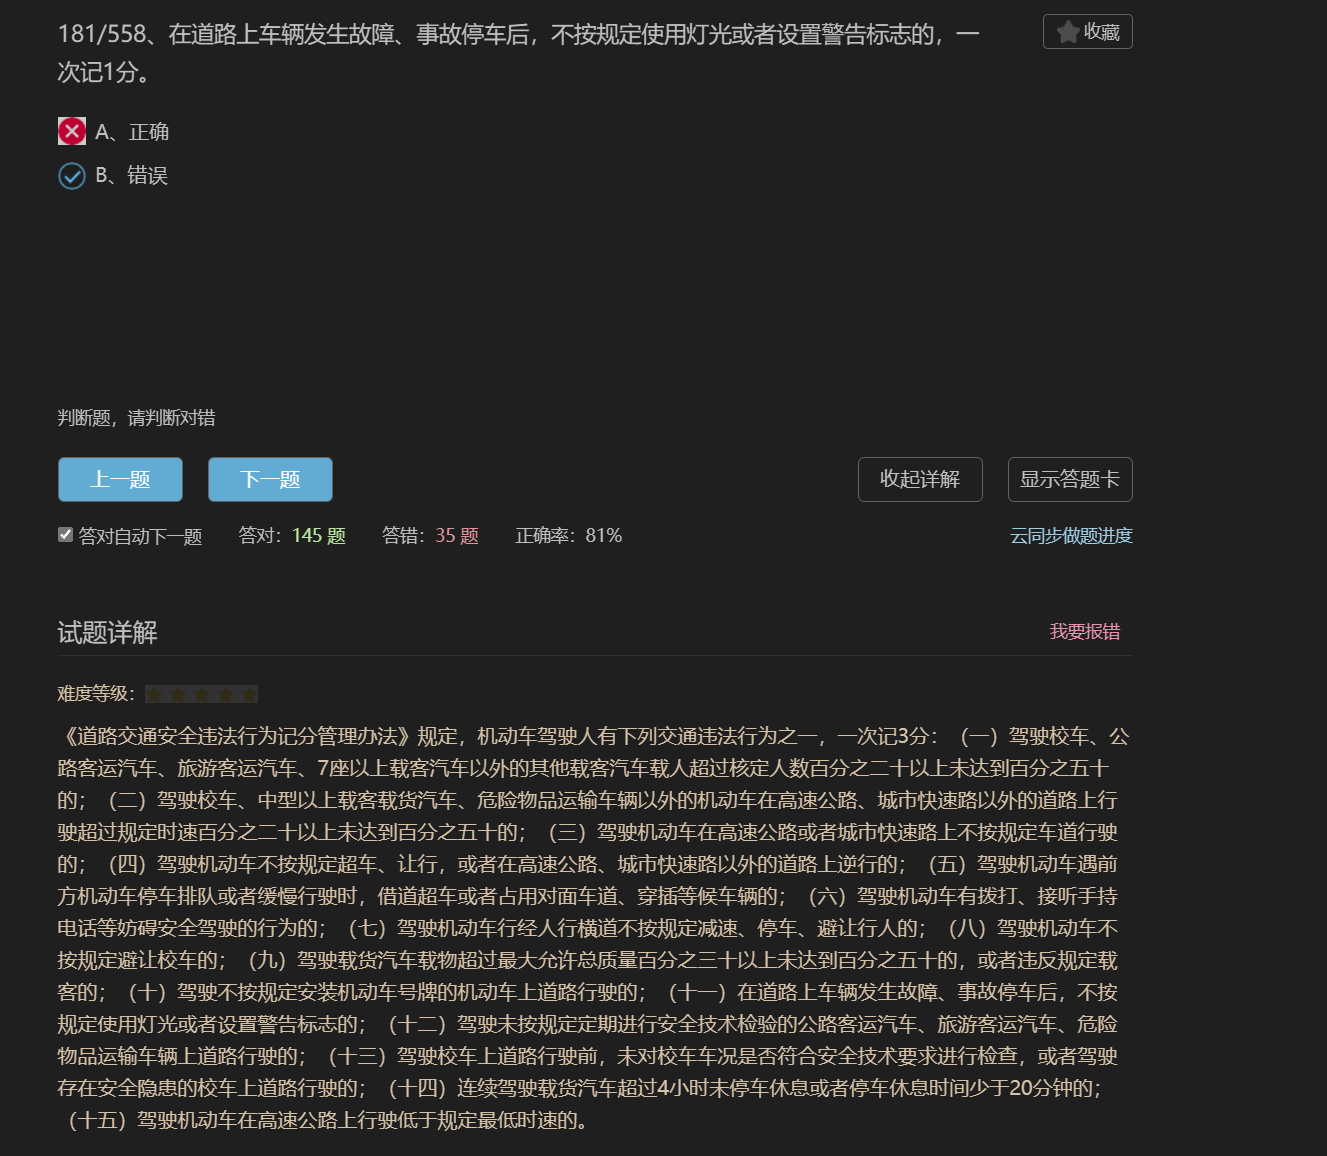 181/558、在道路上车辆发生故障、事故停车后，不按规定使用灯光或者设置警告标志的，一
次记1分。
收藏
A、正确
B、错误
判断题，请判断对错
上一题 下一题 收起详解 显示答题卡
答对自动下一题 答对：145 题 答错：35 题 正确率：81% 云同步做题进度
试题详解 我要报错
难度等级：
《道路交通安全违法行为记分管理办法》规定，机动车驾驶人有下列交通违法行为之一，一次记3分：（一）驾驶校车、公
路客运汽车、旅游客运汽车、7座以上载客汽车以外的其他载客汽车载人超过核定人数百分之二十以上未达到百分之五十
的；（二）驾驶校车、中型以上载客载货汽车、危险物品运输车辆以外的机动车在高速公路、城市快速路以外的道路上行
驶超过规定时速百分之二十以上未达到百分之五十的；（三）驾驶机动车在高速公路或者城市快速路上不按规定车道行驶
的；（四）驾驶机动车不按规定超车、让行，或者在高速公路、城市快速路以外的道路上逆行的；（五）驾驶机动车遇前
方机动车停车排队或者缓慢行驶时，借道超车或者占用对面车道、穿插等候车辆的；（六）驾驶机动车有拨打、接听手持
电话等妨碍安全驾驶的行为的；（七）驾驶机动车行经人行横道不按规定减速、停车、避让行人的；（八）驾驶机动车不
按规定避让校车的；（九）驾驶载货汽车载物超过最大允许总质量百分之三十以上未达到百分之五十的，或者违反规定载
客的；（十）驾驶不按规定安装机动车号牌的机动车上道路行驶的；（十一）在道路上车辆发生故障、事故停车后，不按
规定使用灯光或者设置警告标志的；（十二）驾驶未按规定定期进行安全技术检验的公路客运汽车、旅游客运汽车、危险
物品运输车辆上道路行驶的；（十三）驾驶校车上道路行驶前，未对校车车况是否符合安全技术要求进行检查，或者驾驶
存在安全隐患的校车上道路行驶的；（十四）连续驾驶载货汽车超过4小时未停车休息或者停车休息时间少于20分钟的；
（十五）驾驶机动车在高速公路上行驶低于规定最低时速的。